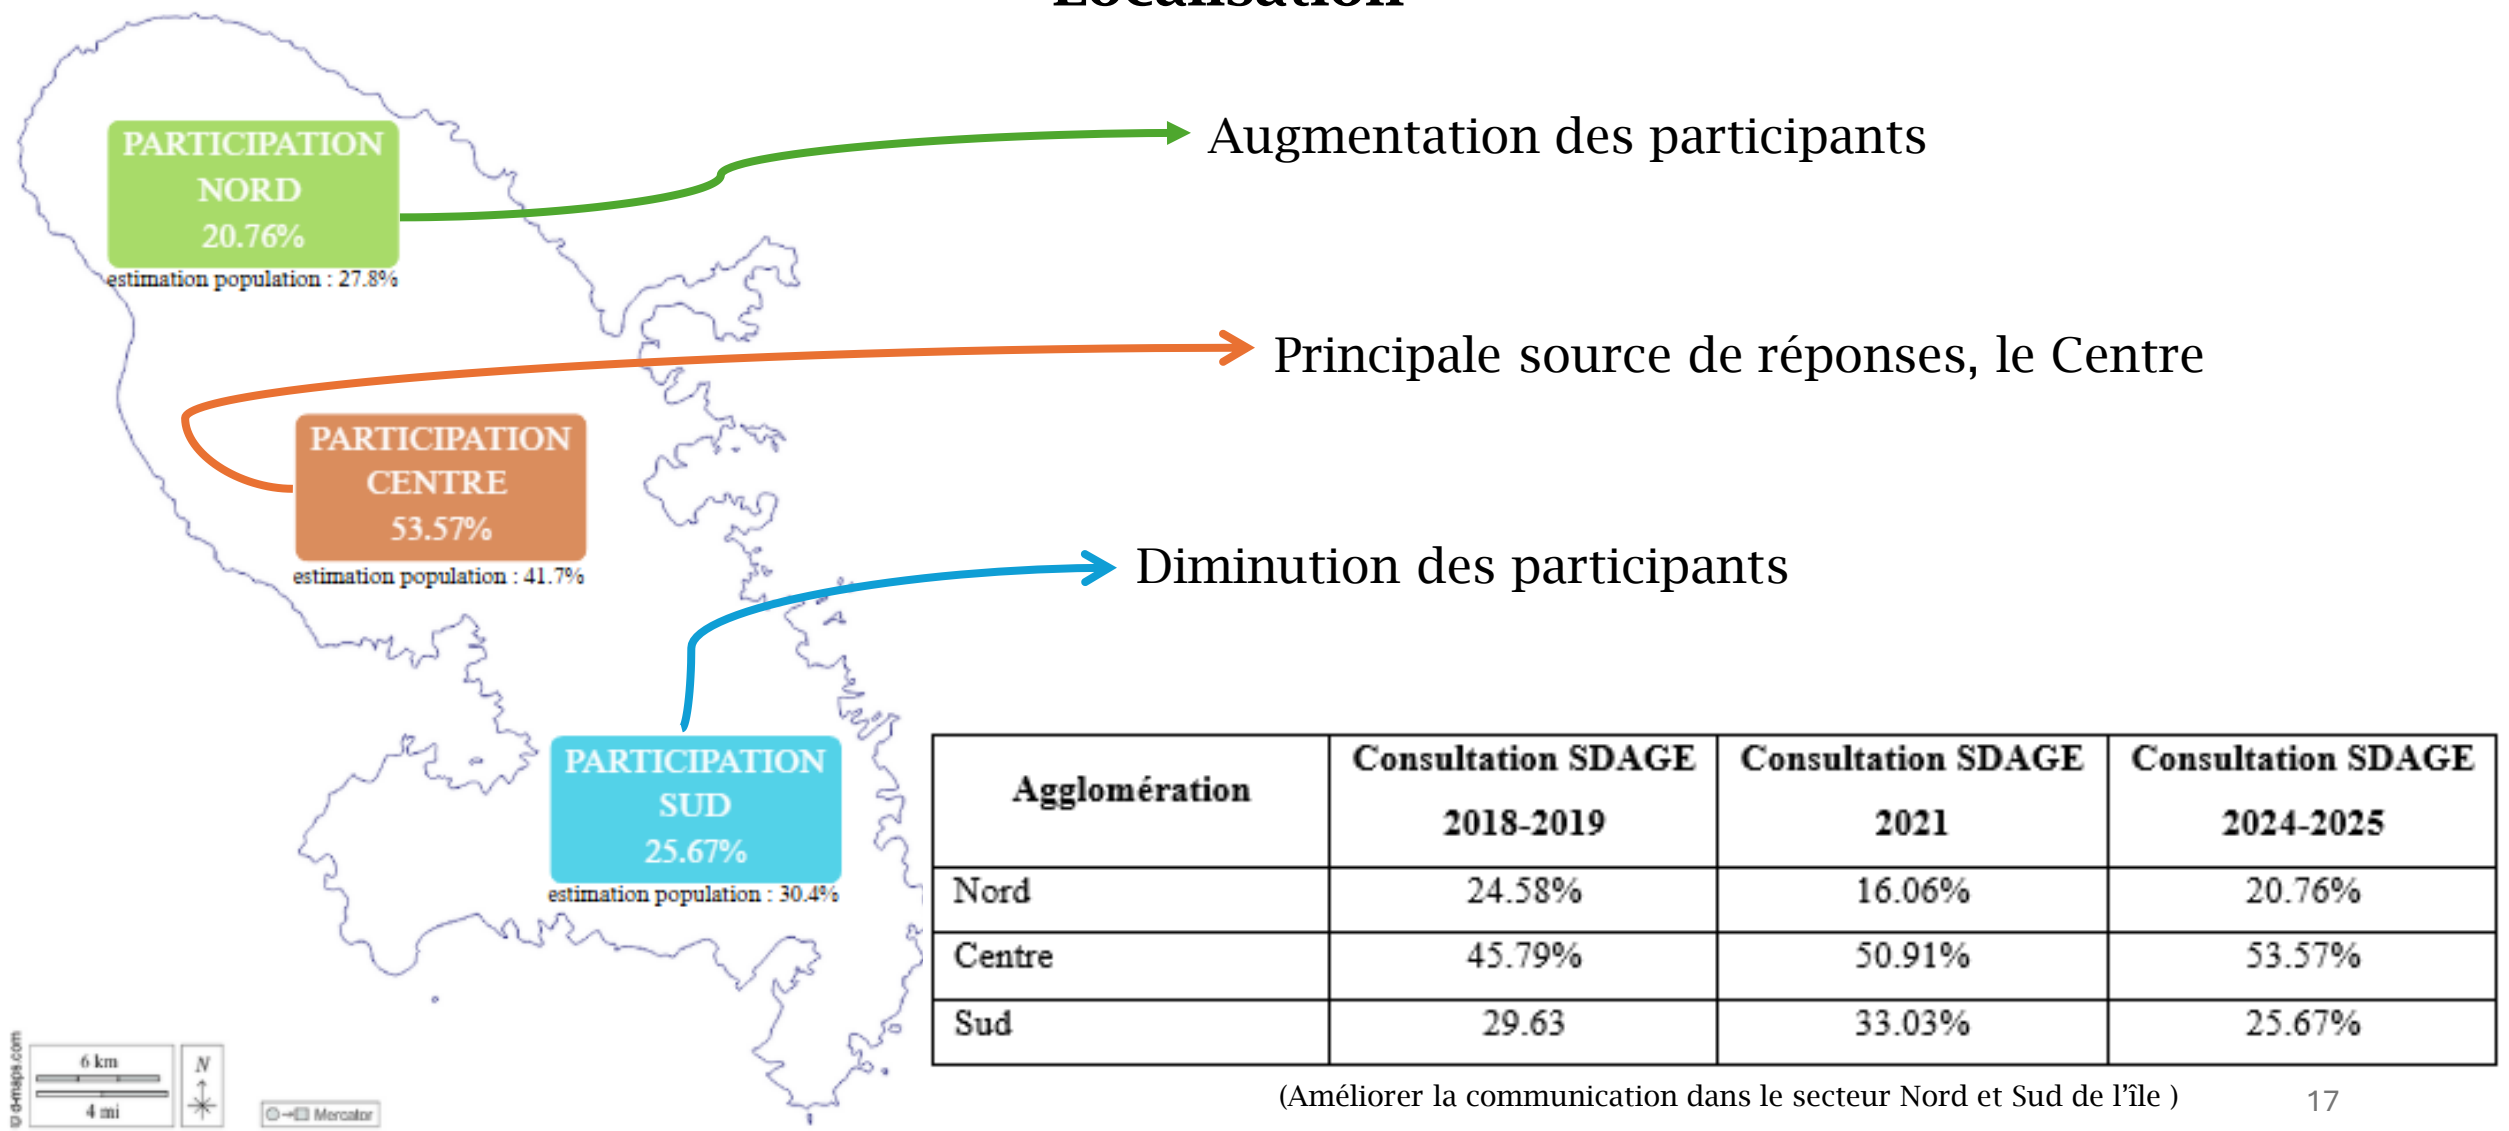 Localisation
PARTICIPATION
NORD
20.76%
estimation population : 27.8%
Augmentation des participants
Principale source de réponses, le Centre
PARTICIPATION
CENTRE
53.57%
estimation population : 41.7%
Diminution des participants
PARTICIPATION
SUD
25.67%
estimation population : 30.4%
Agglomération Consultation SDAGE 2018-2019 Consultation SDAGE 2021 Consultation SDAGE 2024-2025
Nord 24.58% 16.06% 20.76%
Centre 45.79% 50.91% 53.57%
Sud 29.63 33.03% 25.67%
(Améliorer la communication dans le secteur Nord et Sud de l'île )
17
© d-maps.com
6 km
4 mi
N
Mercator